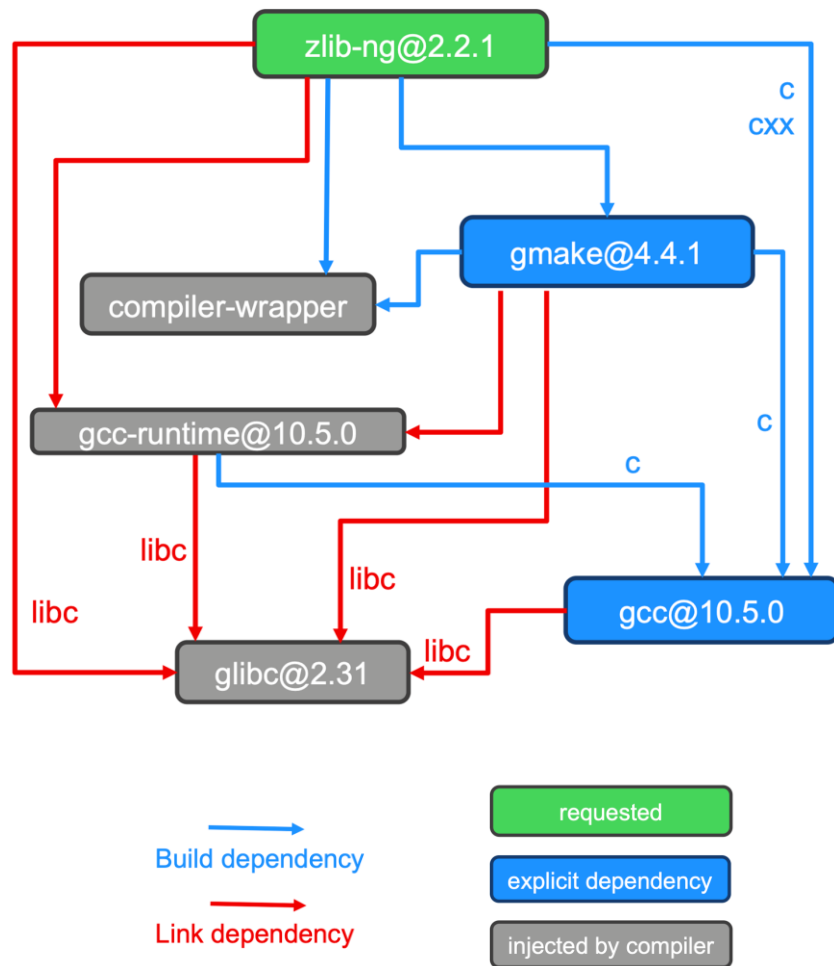 zlib-ng@2.2.1
c
cxx
gmake@4.4.1
compiler-wrapper
gcc-runtime@10.5.0
c
c
libc
libc
libc
gcc@10.5.0
libc
glibc@2.31
Build dependency
Link dependency
requested
explicit dependency
injected by compiler